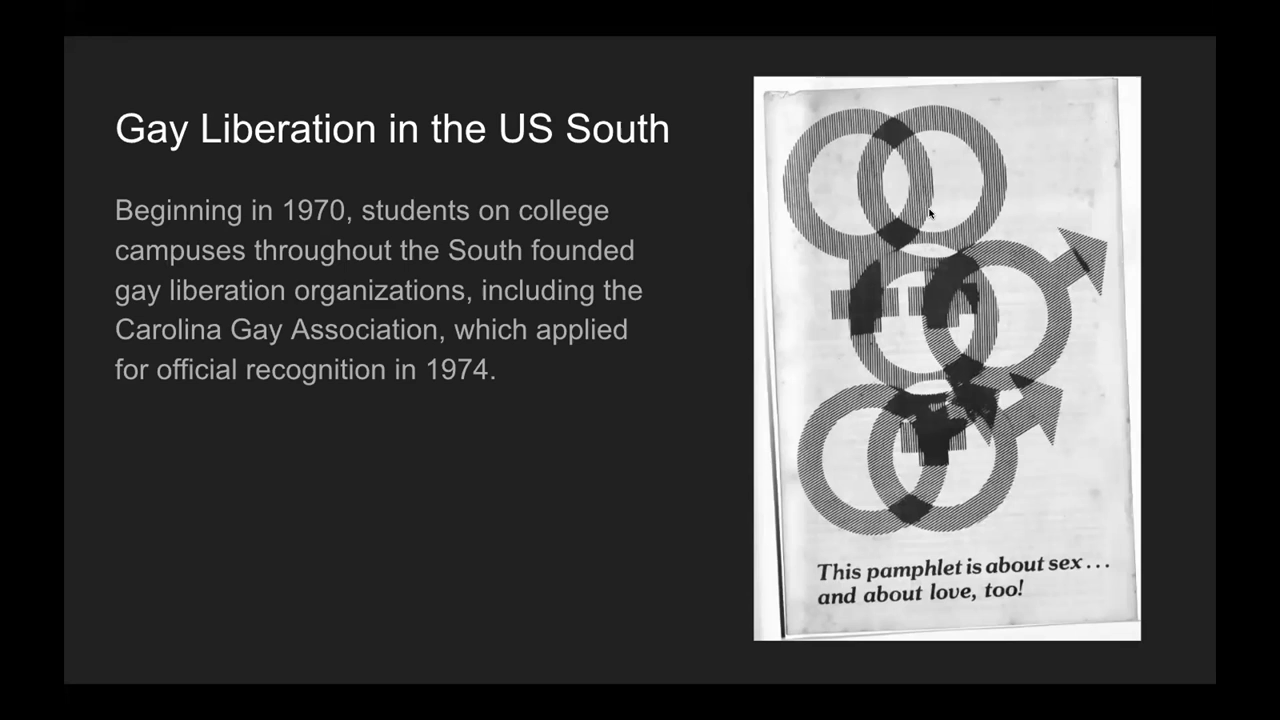 Gay Liberation in the US South
Beginning in 1970, students on college
campuses throughout the South founded
gay liberation organizations, including the
Carolina Gay Association, which applied
for official recognition in 1974.
This pamphlet is about sex...
and about love, too!